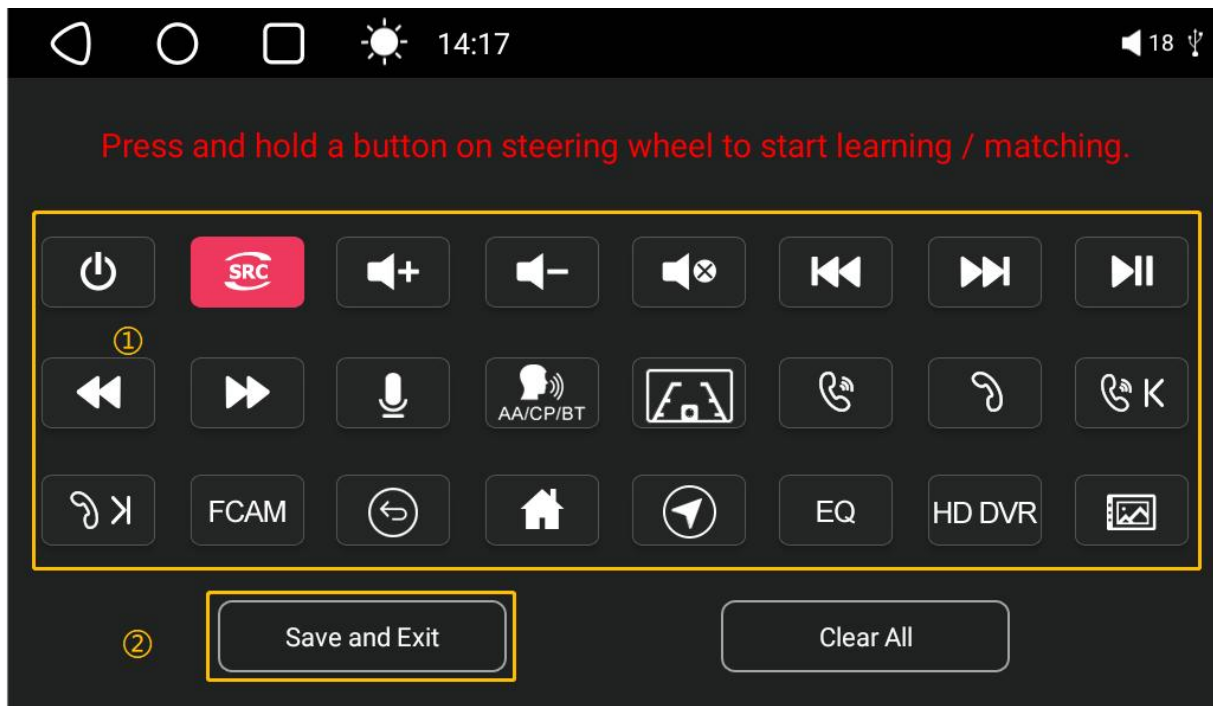 14:17
18
Press and hold a button on steering wheel to start learning / matching.
SRC
①
AA/CP/BT
K
K
FCAM
EQ
HD DVR
②
Save and Exit
Clear All